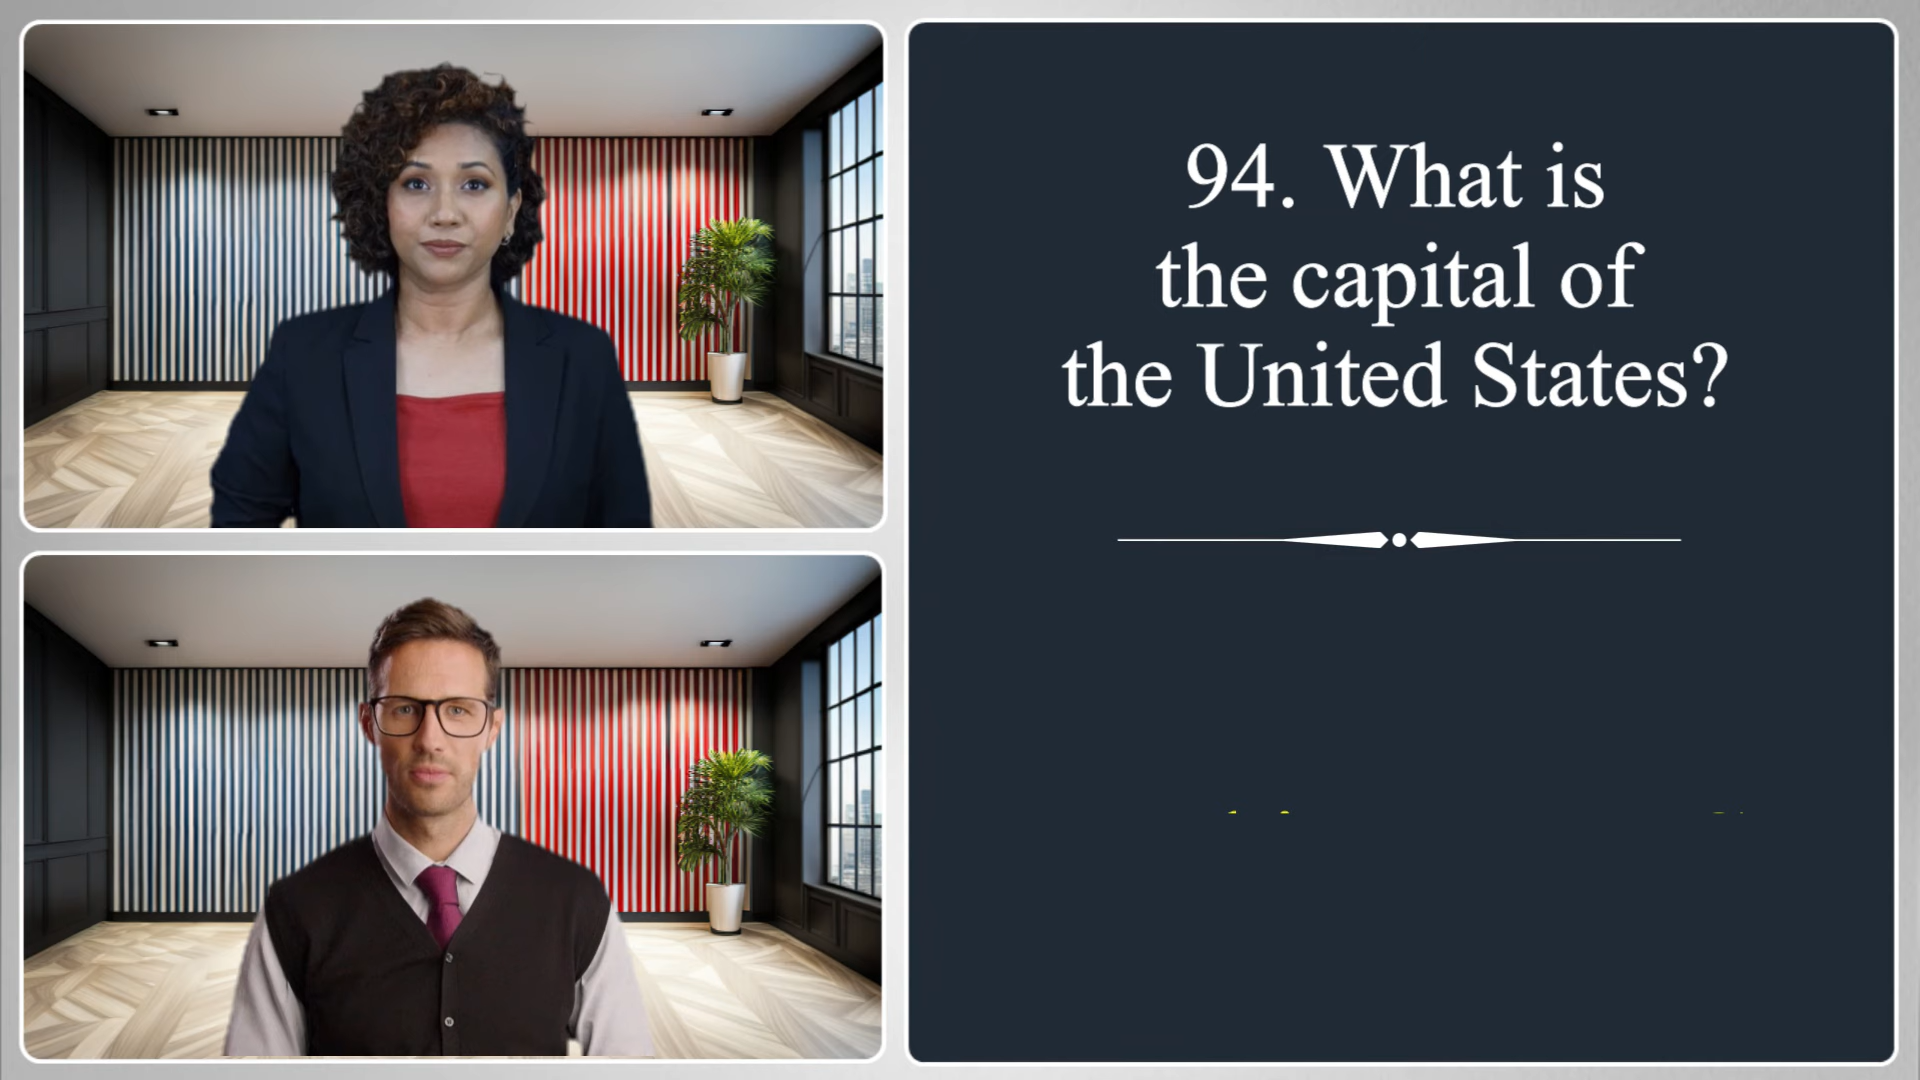 94. What is
the capital of
the United States?